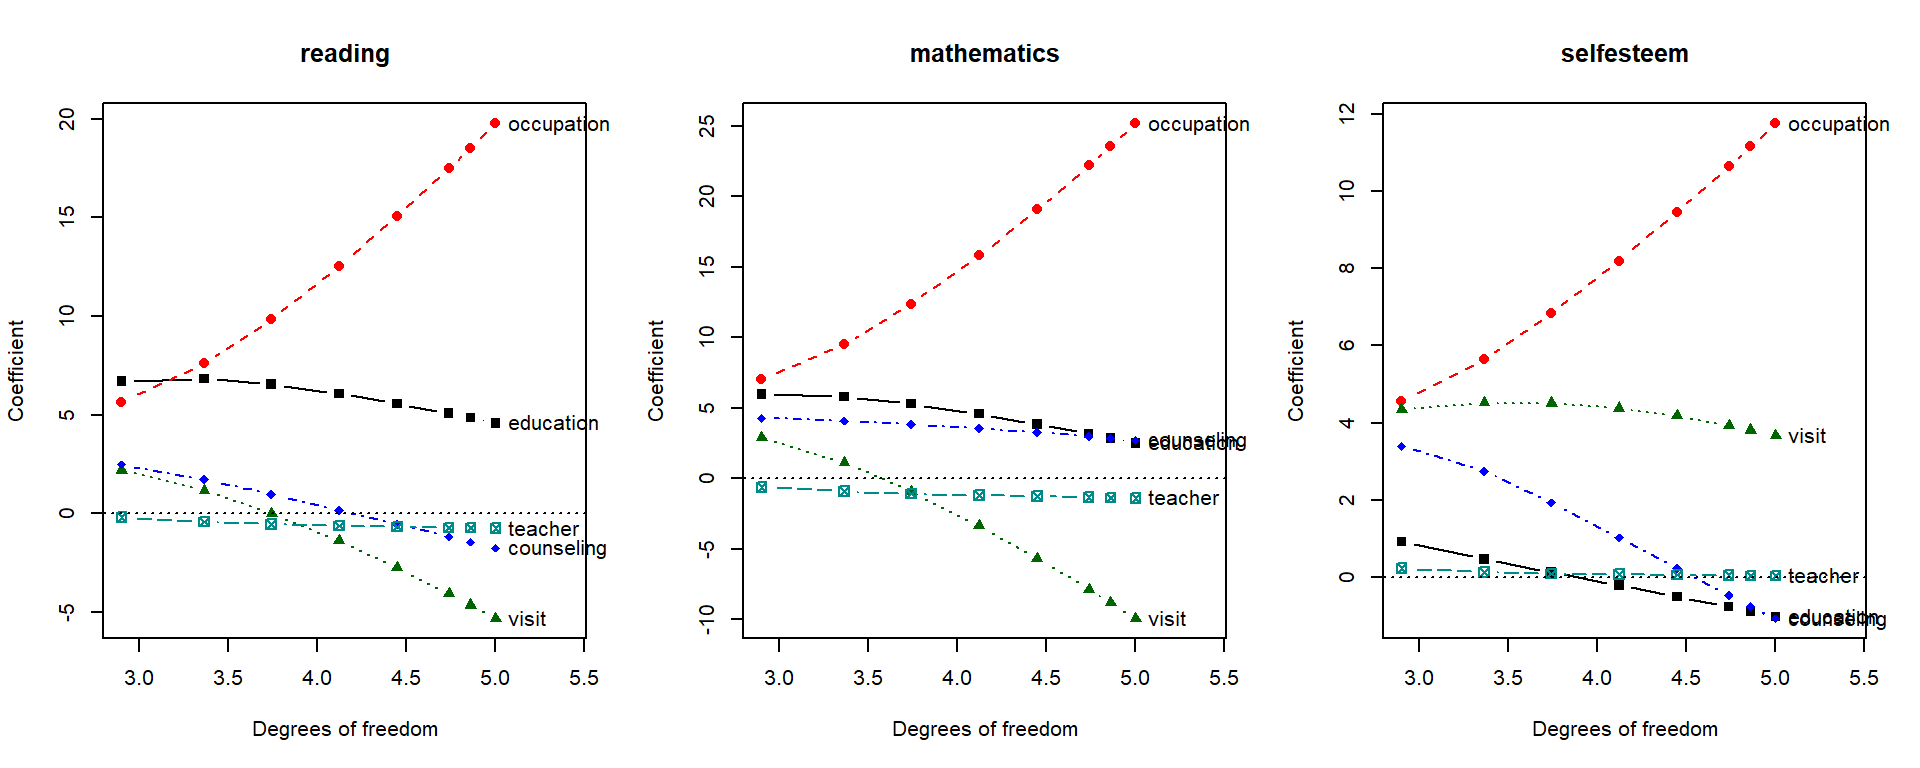 reading
20
15
10
5
0
-5
Coefficient
occupation
education
teacher
counseling
visit
3.0 3.5 4.0 4.5 5.0 5.5
Degrees of freedom
mathematics
25
20
15
10
5
0
-5
-10
Coefficient
occupation
counseling
education
teacher
visit
3.0 3.5 4.0 4.5 5.0 5.5
Degrees of freedom
selfesteem
12
10
8
6
4
2
0
Coefficient
occupation
visit
teacher
education
counseling
3.0 3.5 4.0 4.5 5.0 5.5
Degrees of freedom